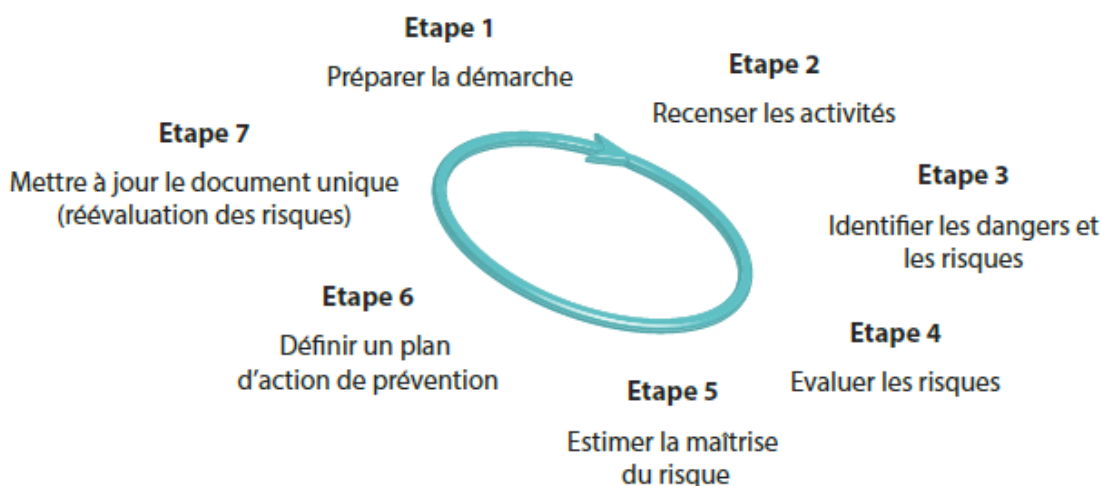 Etape 1
Préparer la démarche
Etape 2
Recenser les activités
Etape 3
Identifier les dangers et
les risques
Etape 4
Evaluer les risques
Etape 5
Estimer la maîtrise
du risque
Etape 6
Définir un plan
d'action de prévention
Etape 7
Mettre à jour le document unique
(réévaluation des risques)